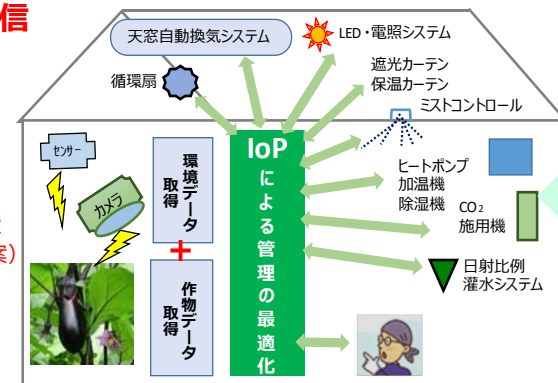 信
天窓自動換気システム
LED・電照システム
循環扇
遮光カーテン
保温カーテン
ミストコントロール
センサー
カメラ
環境データ
取得
+
作物データ
取得
IoP
による管理の最適化
ヒートポンプ
加温機
除湿機
CO₂
施用機
日射比例
灌水システム
案)